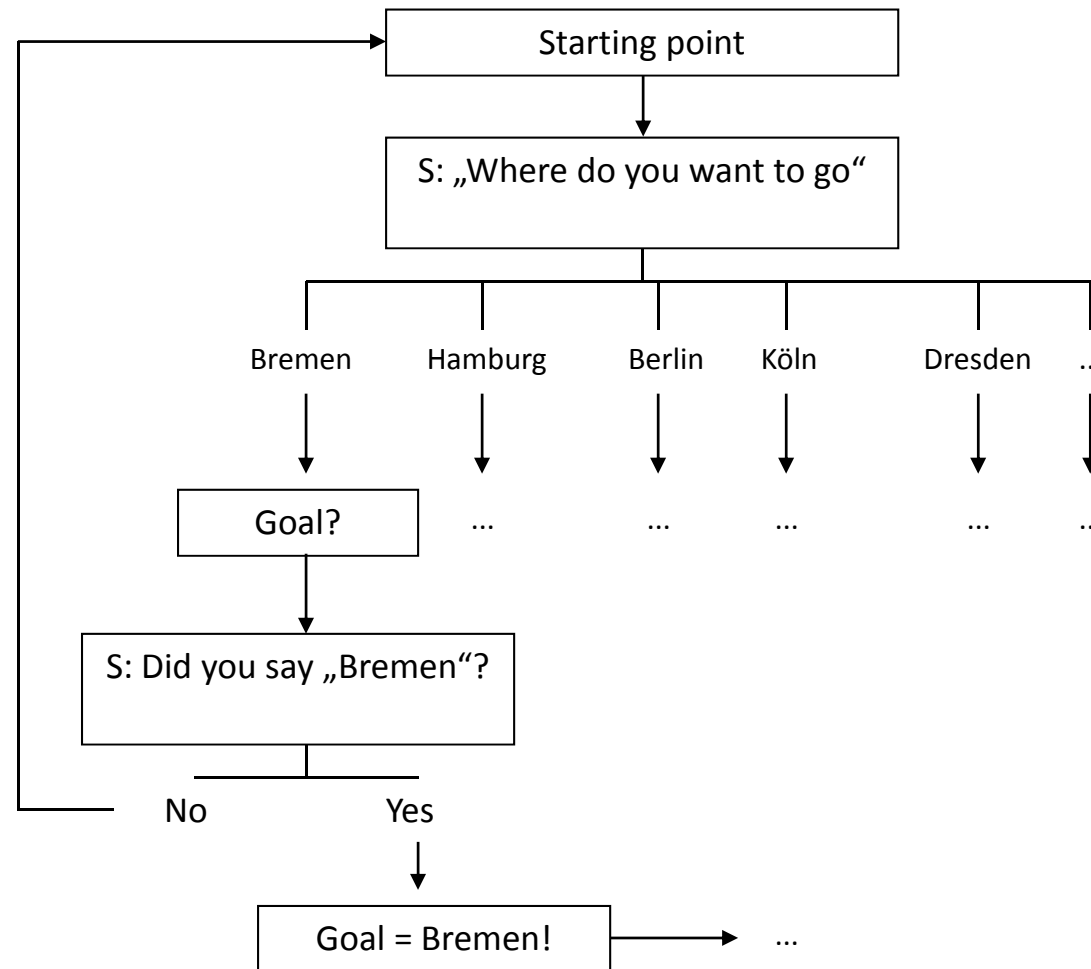 Starting point
S: „Where do you want to go“
Bremen Hamburg Berlin Köln Dresden ..
Goal? ... ... ... ... ..
S: Did you say „Bremen“?
No Yes
Goal = Bremen! ...